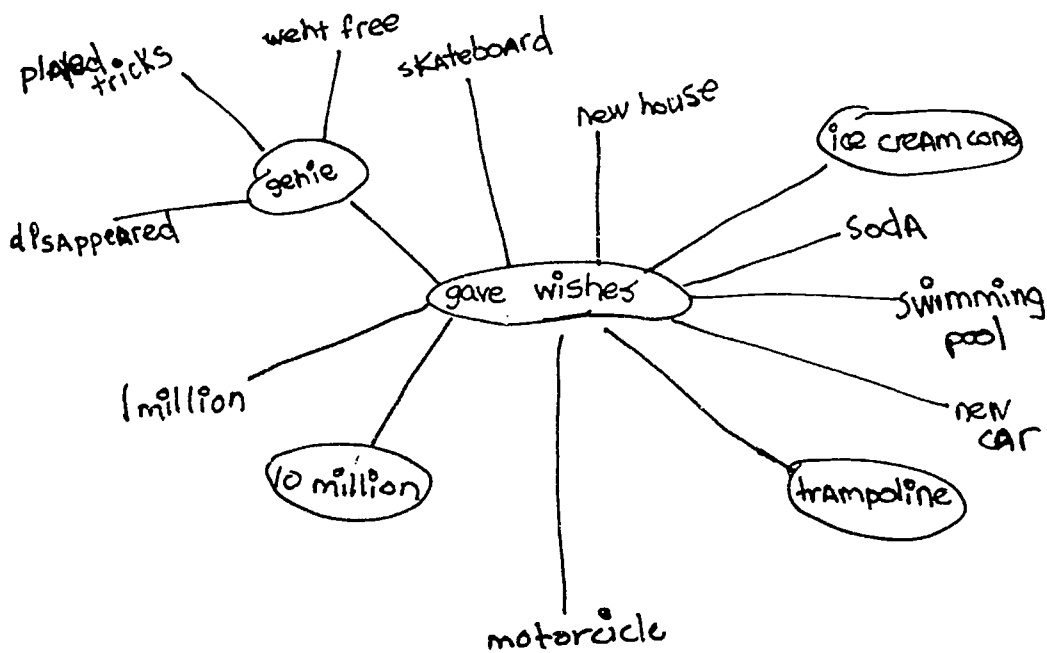 went free
played
tricks
skateboard
new house
ice cream cone
genie
disappeared
soda
gave wishes
swimming
pool
1 million
new
car
10 million
trampoline
motorcicle